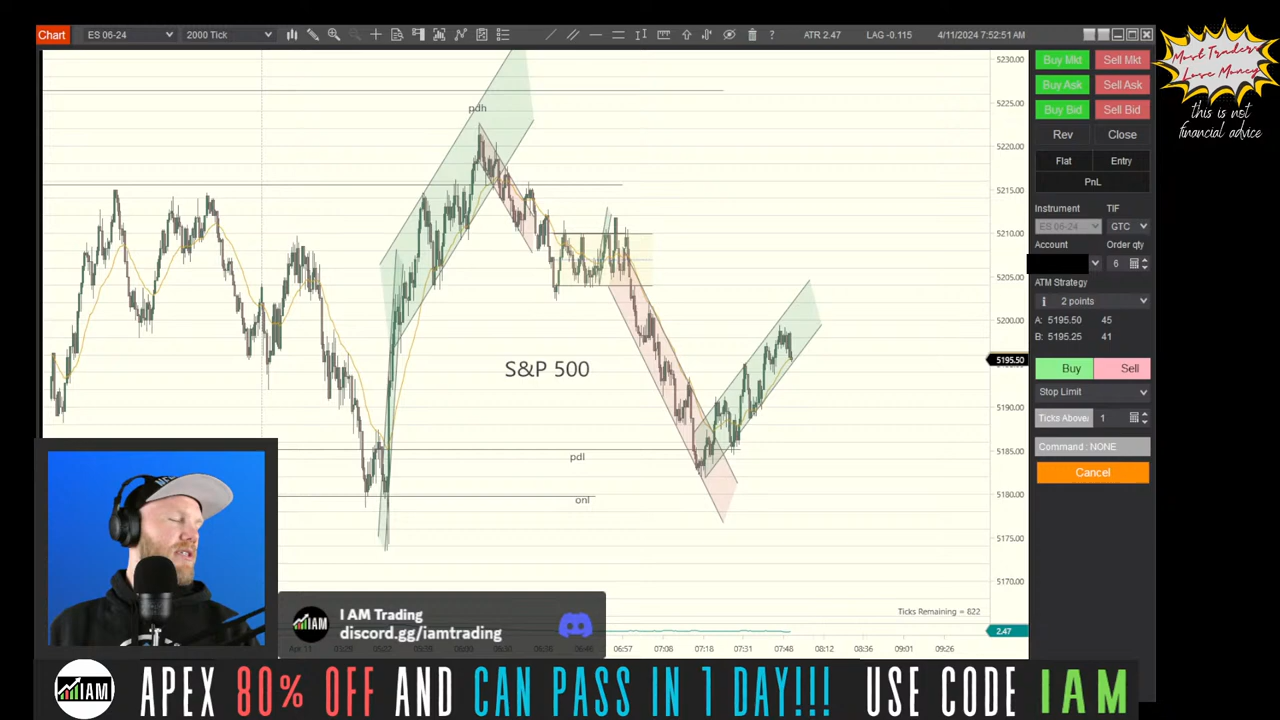 Chart
ES 06-24
2000 Tick
ATR 2.47
LAG -0.115
4/11/2024 7:52:51 AM
Most Traders
Lose Money
this is not
financial advice
5230.00
5225.00
5220.00
5215.00
5210.00
5205.00
5200.00
5195.50
5190.00
5185.00
5180.00
5175.00
5170.00
2.47
pdh
S&P 500
pdl
onl
Ticks Remaining = 822
Buy Mkt
Sell Mkt
Buy Ask
Sell Ask
Buy Bid
Sell Bid
Rev
Close
Flat
Entry
PnL
Instrument
TIF
ES 06-24
GTC
Account
Order qty
6
ATM Strategy
2 points
A: 5195.50 45
B: 5195.25 41
Buy
Sell
Stop Limit
Ticks Above
1
Command : NONE
Cancel
I AM Trading
discord.gg/iamtrading
Apr 11
06:57
07:08
07:18
07:31
07:48
08:12
08:36
09:01
09:26
IAM
APEX 80% OFF AND CAN PASS IN 1 DAY!!! USE CODE IAM